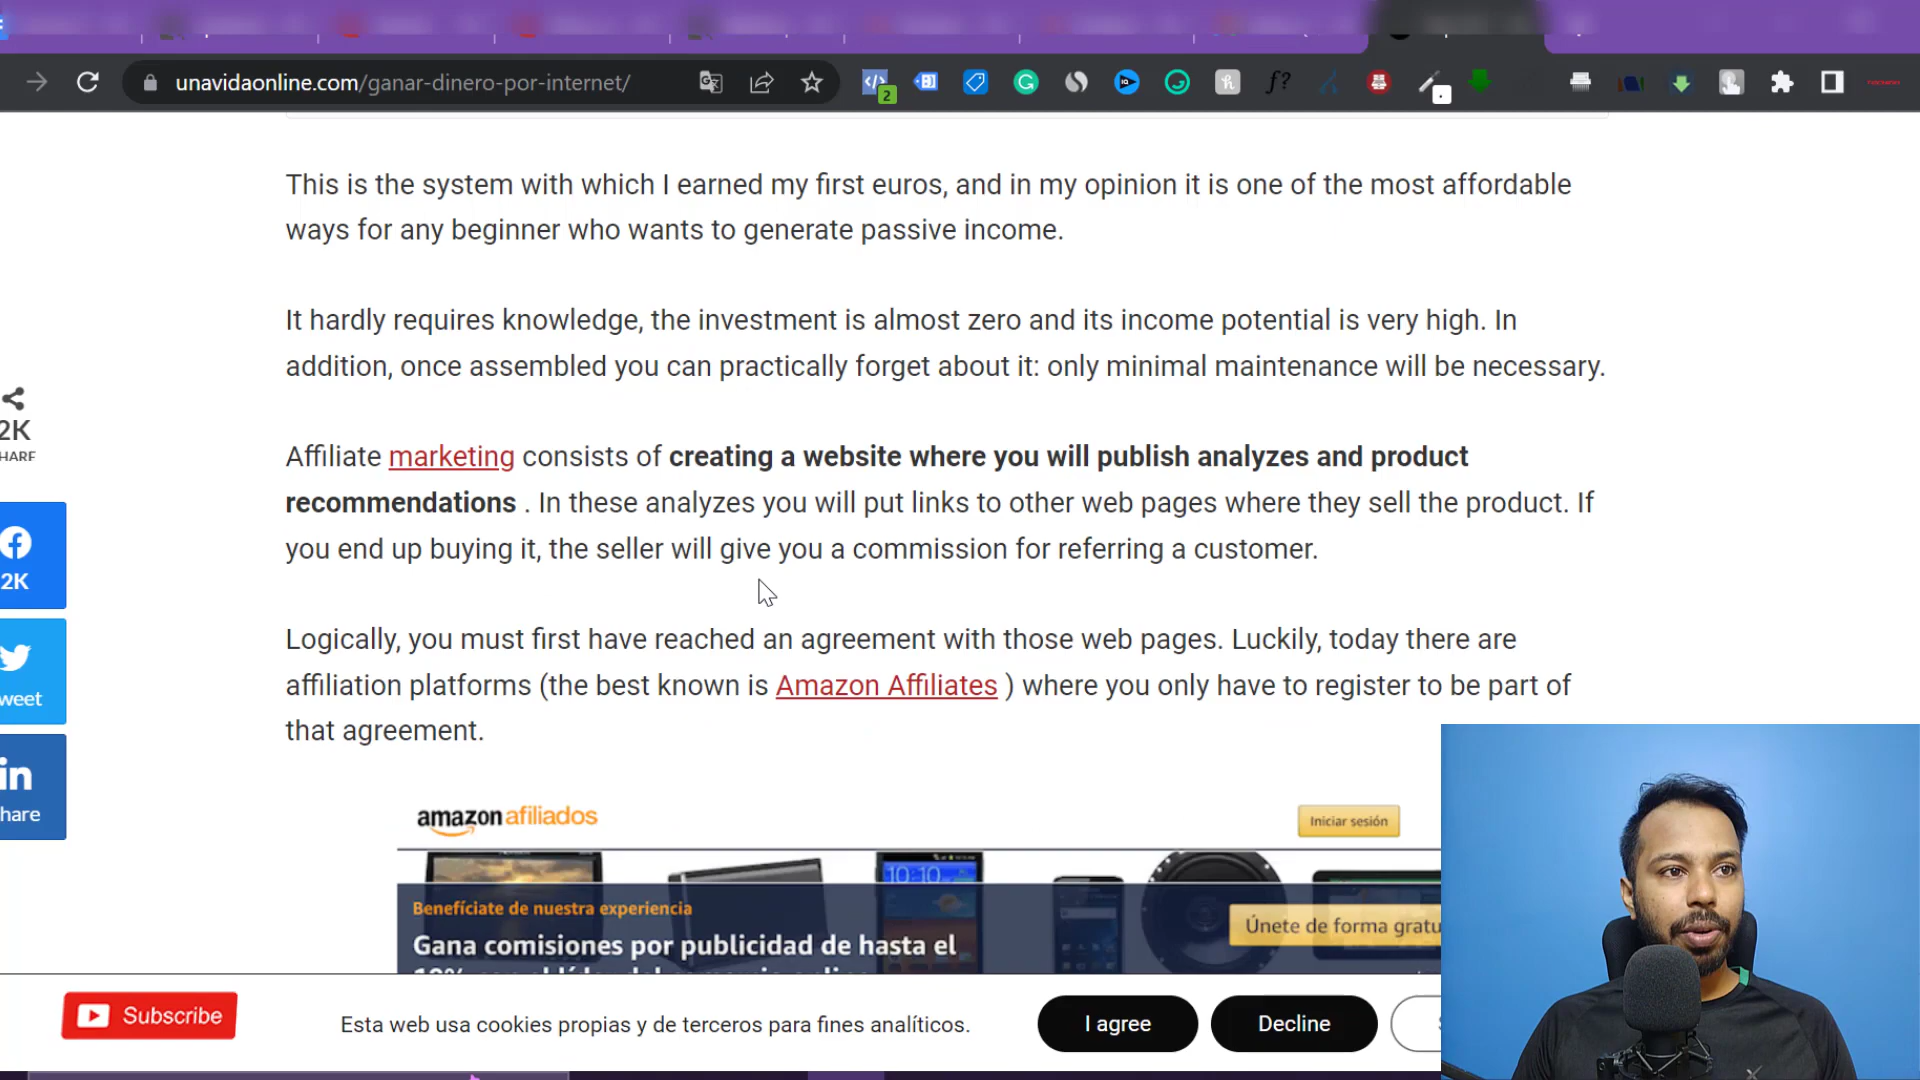 unavidaonline.com/ganar-dinero-por-internet/
2
This is the system with which I earned my first euros, and in my opinion it is one of the most affordable
ways for any beginner who wants to generate passive income.
It hardly requires knowledge, the investment is almost zero and its income potential is very high. In
addition, once assembled you can practically forget about it: only minimal maintenance will be necessary.
Affiliate marketing consists of creating a website where you will publish analyzes and product
recommendations . In these analyzes you will put links to other web pages where they sell the product. If
you end up buying it, the seller will give you a commission for referring a customer.
Logically, you must first have reached an agreement with those web pages. Luckily, today there are
affiliation platforms (the best known is Amazon Affiliates ) where you only have to register to be part of
that agreement.
2K
HARE
2K
weet
in
hare
amazon afiliados
Iniciar sesión
10:10
Benefíciate de nuestra experiencia
Únete de forma gratu
Gana comisiones por publicidad de hasta el
Subscribe
Esta web usa cookies propias y de terceros para fines analíticos.
I agree
Decline